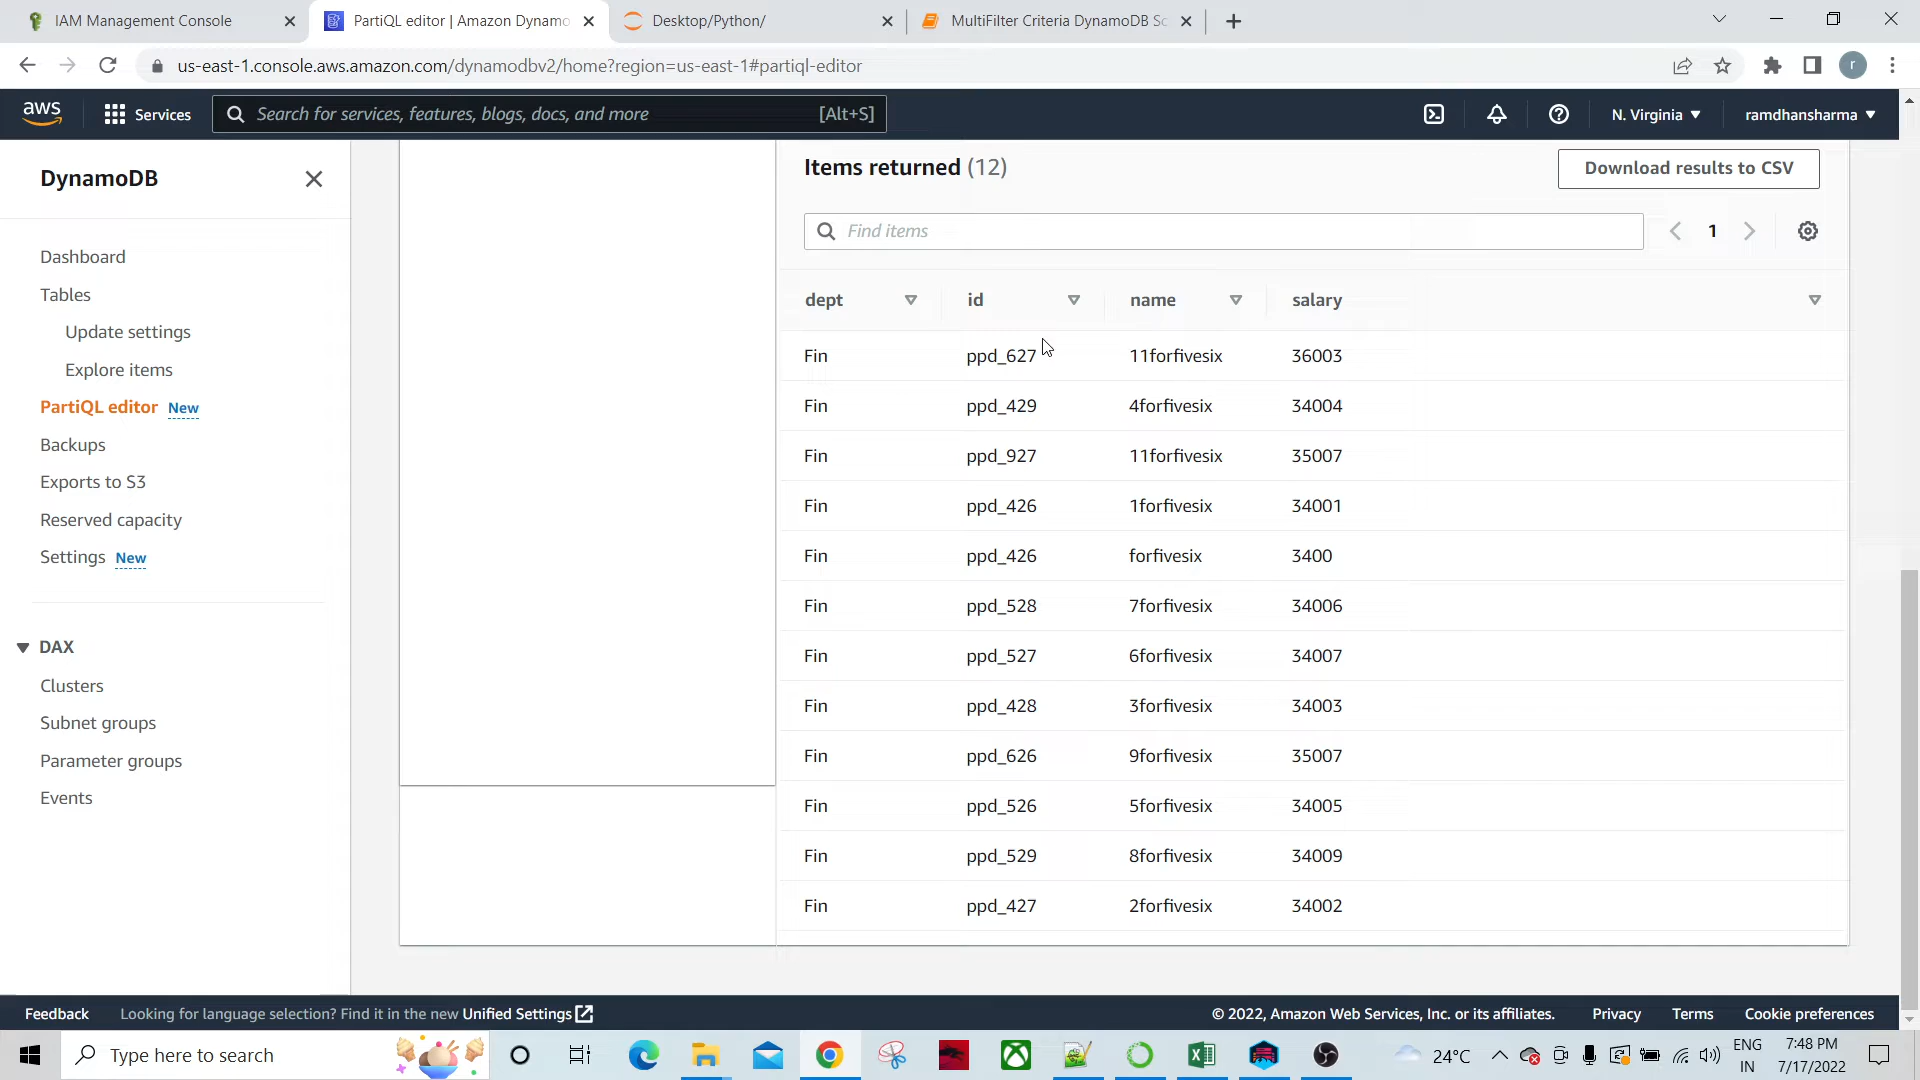 IAM Management Console
PartiQL editor | Amazon Dynamo
Desktop/Python/
MultiFilter Criteria DynamoDB Sc
us-east-1.console.aws.amazon.com/dynamodbv2/home?region=us-east-1#partiql-editor
r
aws
Services
Search for services, features, blogs, docs, and more
[Alt+S]
N. Virginia
ramdhansharma
DynamoDB
Dashboard
Tables
Update settings
Explore items
PartiQL editor New
Backups
Exports to S3
Reserved capacity
Settings New
DAX
Clusters
Subnet groups
Parameter groups
Events
Items returned (12)
Download results to CSV
Find items
1
dept id name salary
Fin ppd_627 11forfivesix 36003
Fin ppd_429 4forfivesix 34004
Fin ppd_927 11forfivesix 35007
Fin ppd_426 1forfivesix 34001
Fin ppd_426 forfivesix 3400
Fin ppd_528 7forfivesix 34006
Fin ppd_527 6forfivesix 34007
Fin ppd_428 3forfivesix 34003
Fin ppd_626 9forfivesix 35007
Fin ppd_526 5forfivesix 34005
Fin ppd_529 8forfivesix 34009
Fin ppd_427 2forfivesix 34002
Feedback Looking for language selection? Find it in the new Unified Settings
© 2022, Amazon Web Services, Inc. or its affiliates. Privacy Terms Cookie preferences
Type here to search
24°C
ENG
IN
7:48 PM
7/17/2022